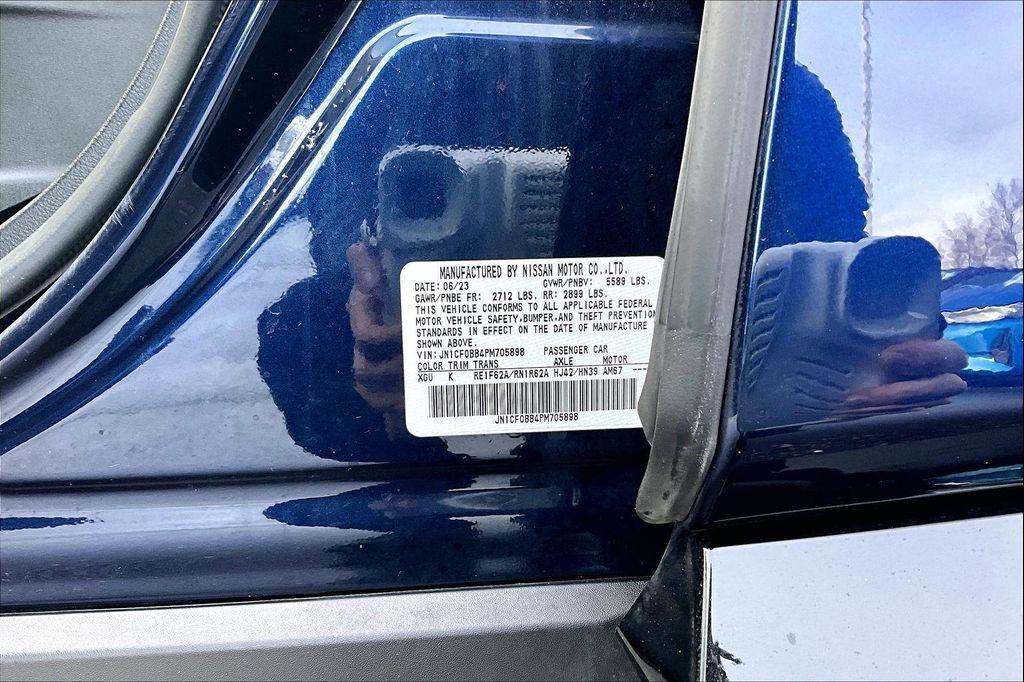 MANUFACTURED BY NISSAN MOTOR CO.,LTD.
DATE: 06/23 GVWR/PNBV: 5589 LBS.
GAWR/PNBE FR: 2712 LBS. RR: 2899 LBS.
THIS VEHICLE CONFORMS TO ALL APPLICABLE FEDERAL
MOTOR VEHICLE SAFETY,BUMPER,AND THEFT PREVENTION
STANDARDS IN EFFECT ON THE DATE OF MANUFACTURE
SHOWN ABOVE.
VIN: JN1CF0BB4PM705898 PASSENGER CAR
COLOR TRIM TRANS AXLE MOTOR
XGU K RE1F62A/RN1R62A HJ42/HN39 AM67 ---
JN1CF0BB4PM705898